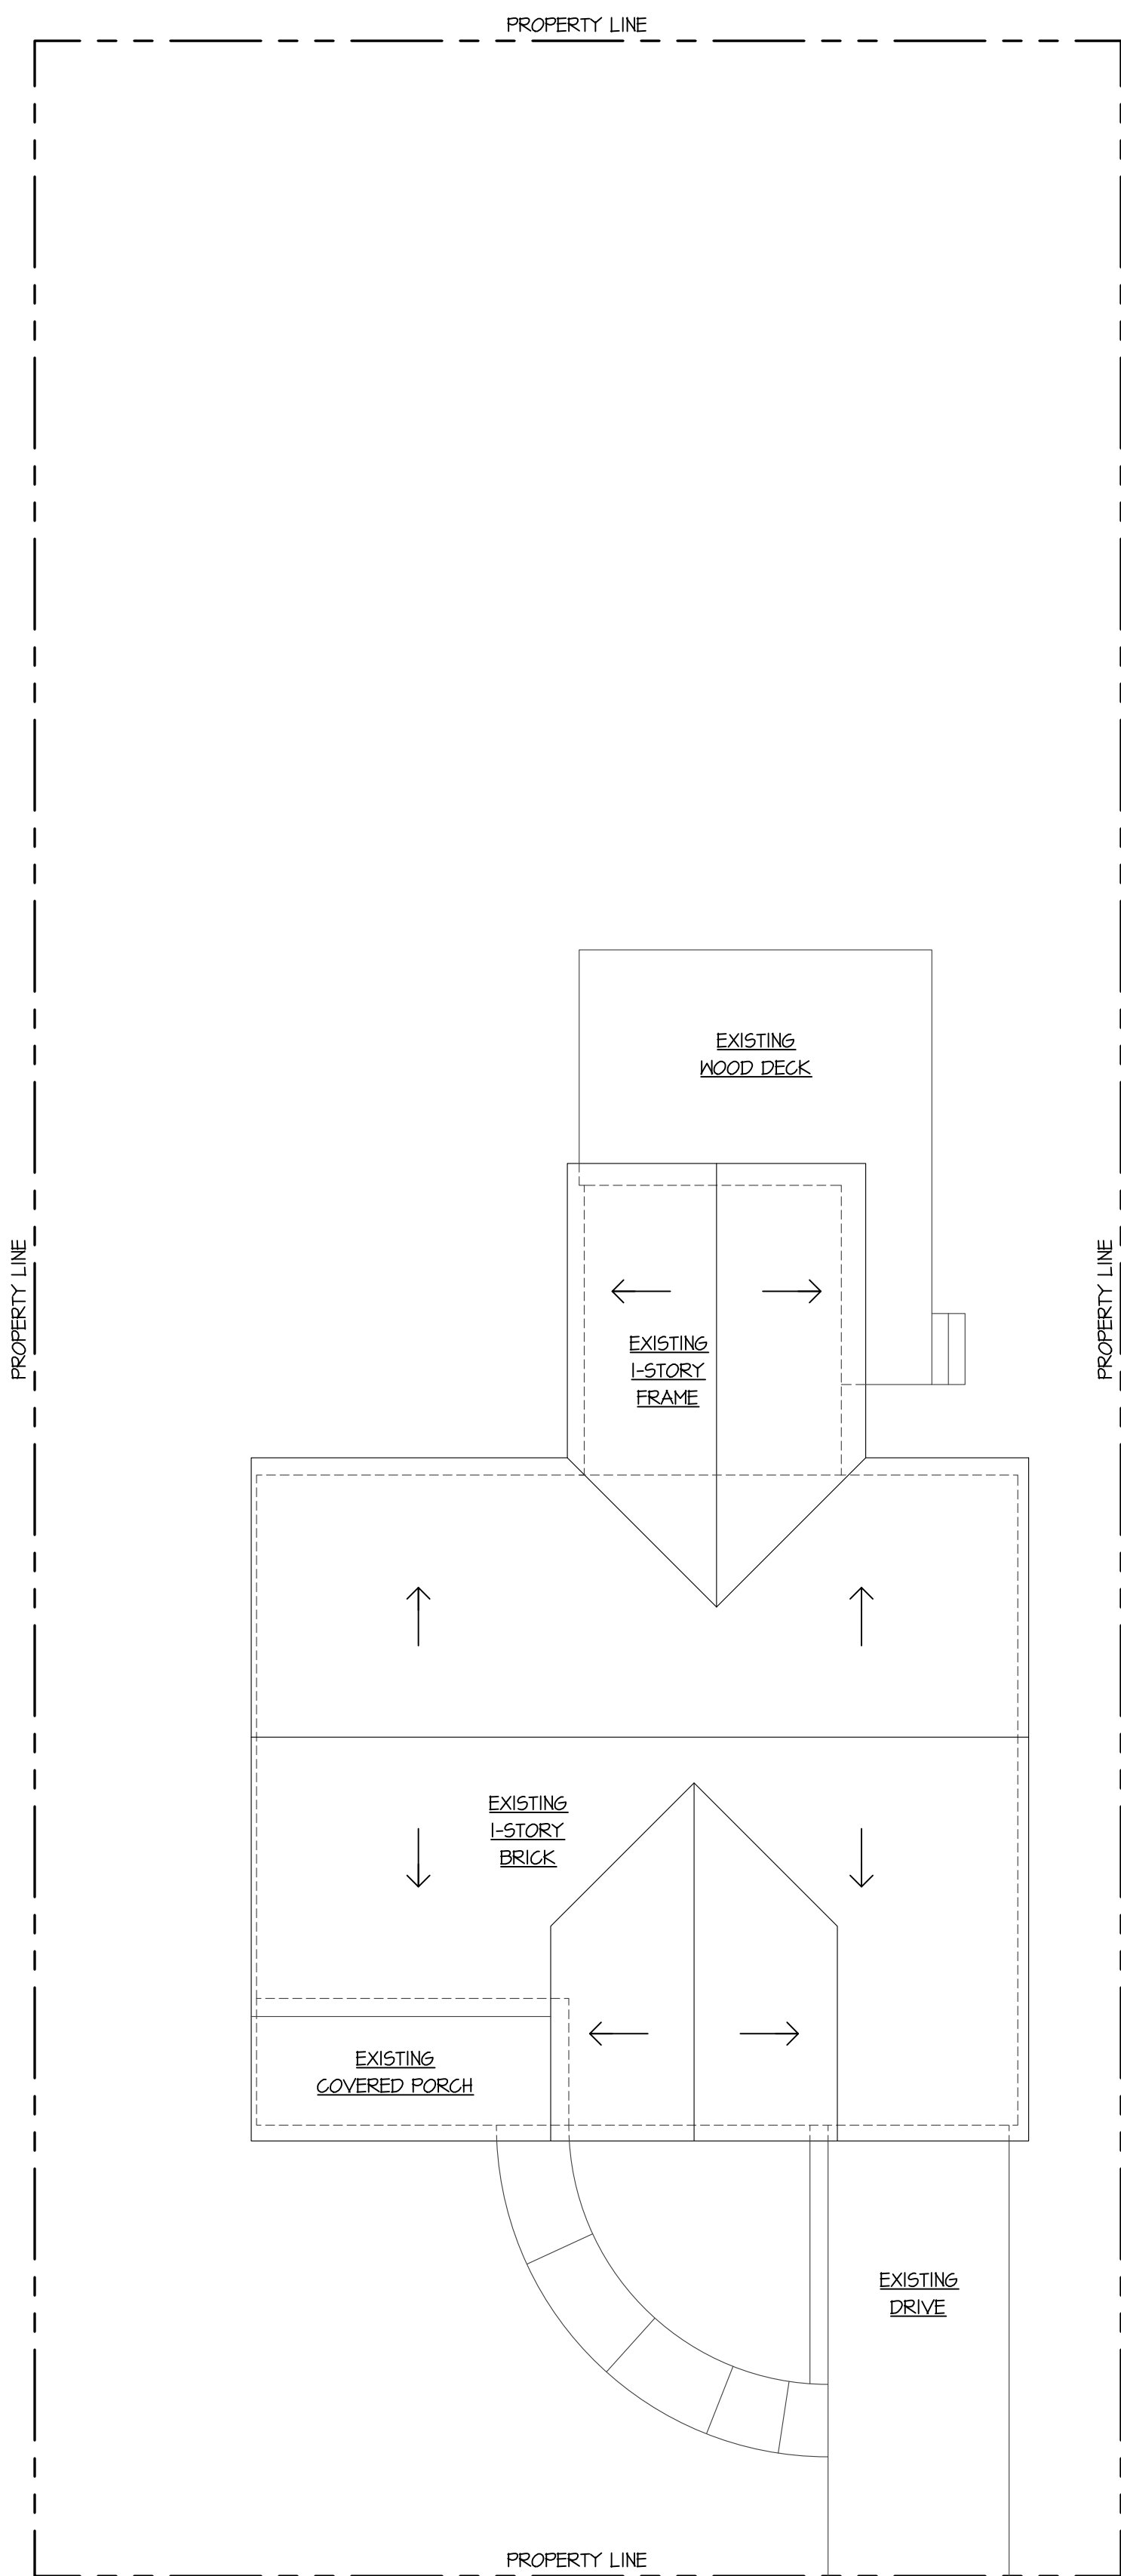 PROPERTY LINE
EXISTING
WOOD DECK
PROPERTY LINE
PROPERTY LINE
EXISTING
1-STORY
FRAME
EXISTING
1-STORY
BRICK
EXISTING
COVERED PORCH
EXISTING
DRIVE
PROPERTY LINE